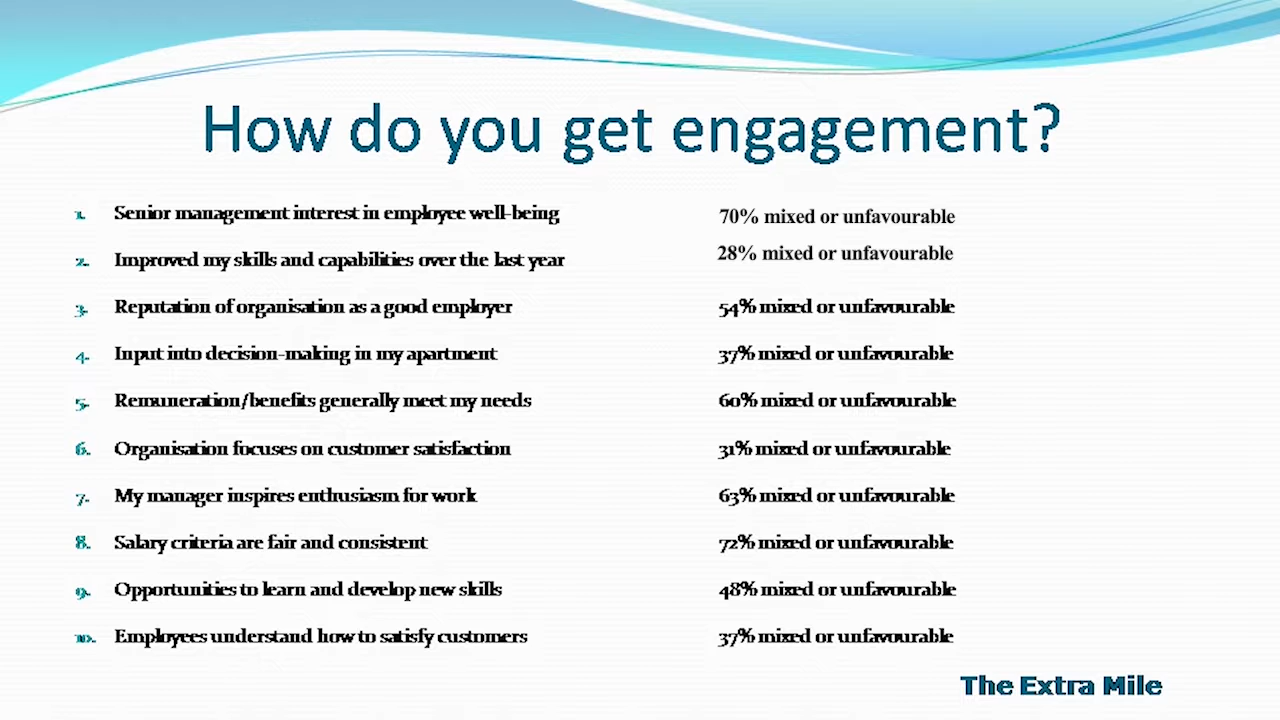 How do you get engagement?
1. Senior management interest in employee well-being 70% mixed or unfavourable
2. Improved my skills and capabilities over the last year 28% mixed or unfavourable
3. Reputation of organisation as a good employer 54% mixed or unfavourable
4. Input into decision-making in my apartment 37% mixed or unfavourable
5. Remuneration/benefits generally meet my needs 60% mixed or unfavourable
6. Organisation focuses on customer satisfaction 31% mixed or unfavourable
7. My manager inspires enthusiasm for work 63% mixed or unfavourable
8. Salary criteria are fair and consistent 72% mixed or unfavourable
9. Opportunities to learn and develop new skills 48% mixed or unfavourable
10. Employees understand how to satisfy customers 37% mixed or unfavourable
The Extra Mile